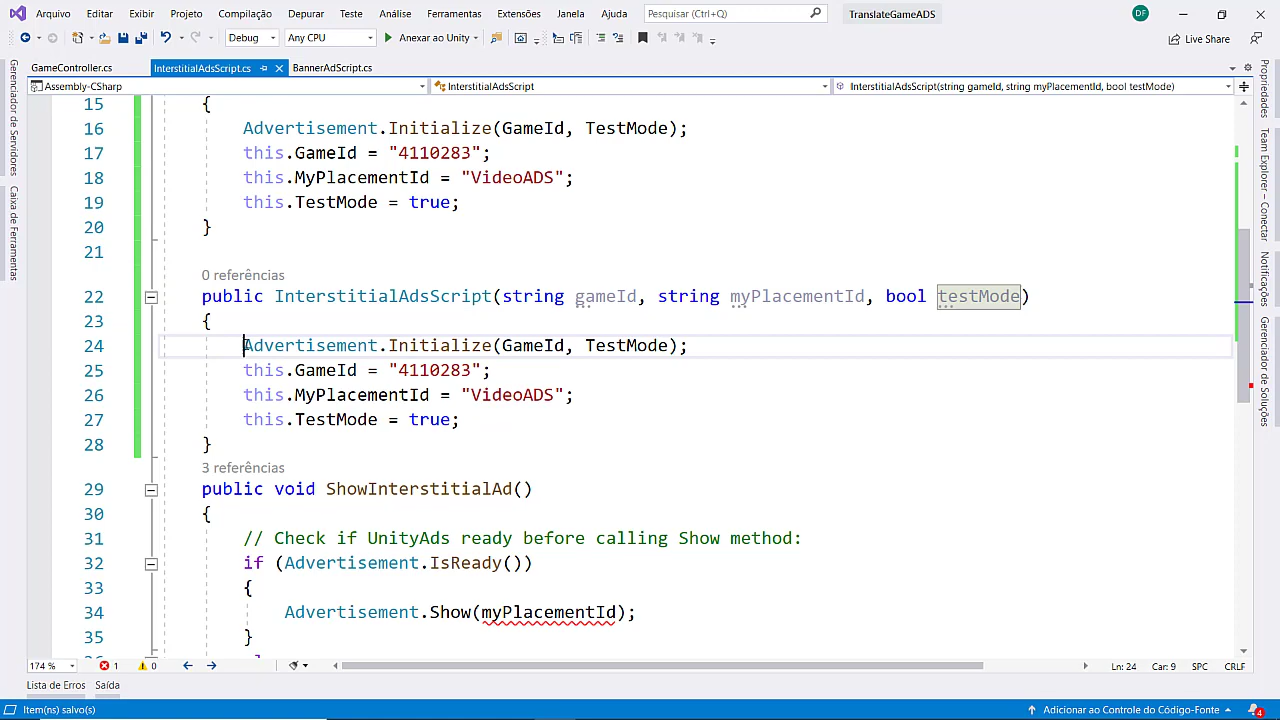 Arquivo Editar Exibir Projeto Compilação Depurar Teste Análise Ferramentas Extensões Janela Ajuda Pesquisar (Ctrl+Q) TranslateGameADS DF
Debug Any CPU Anexar ao Unity Live Share
GameController.cs InterstitialAdsScript.cs BannerAdScript.cs
Assembly-CSharp InterstitialAdsScript InterstitialAdsScript(string gameId, string myPlacementId, bool testMode)
Gerenciador de Servidores
Caixa de Ferramentas
15 {
16 Advertisement.Initialize(GameId, TestMode);
17 this.GameId = "4110283";
18 this.MyPlacementId = "VideoADS";
19 this.TestMode = true;
20 }
21
0 referências
22 public InterstitialAdsScript(string gameId, string myPlacementId, bool testMode)
23 {
24 Advertisement.Initialize(GameId, TestMode);
25 this.GameId = "4110283";
26 this.MyPlacementId = "VideoADS";
27 this.TestMode = true;
28 }
3 referências
29 public void ShowInterstitialAd()
30 {
31 // Check if UnityAds ready before calling Show method:
32 if (Advertisement.IsReady())
33 {
34 Advertisement.Show(myPlacementId);
35 }
Propriedades
Team Explorer - Conectar
Notificações
Gerenciador de Soluções
174 % 1 0 Ln: 24 Car: 9 SPC CRLF
Lista de Erros Saída
Item(ns) salvo(s) Adicionar ao Controle do Código-Fonte 4